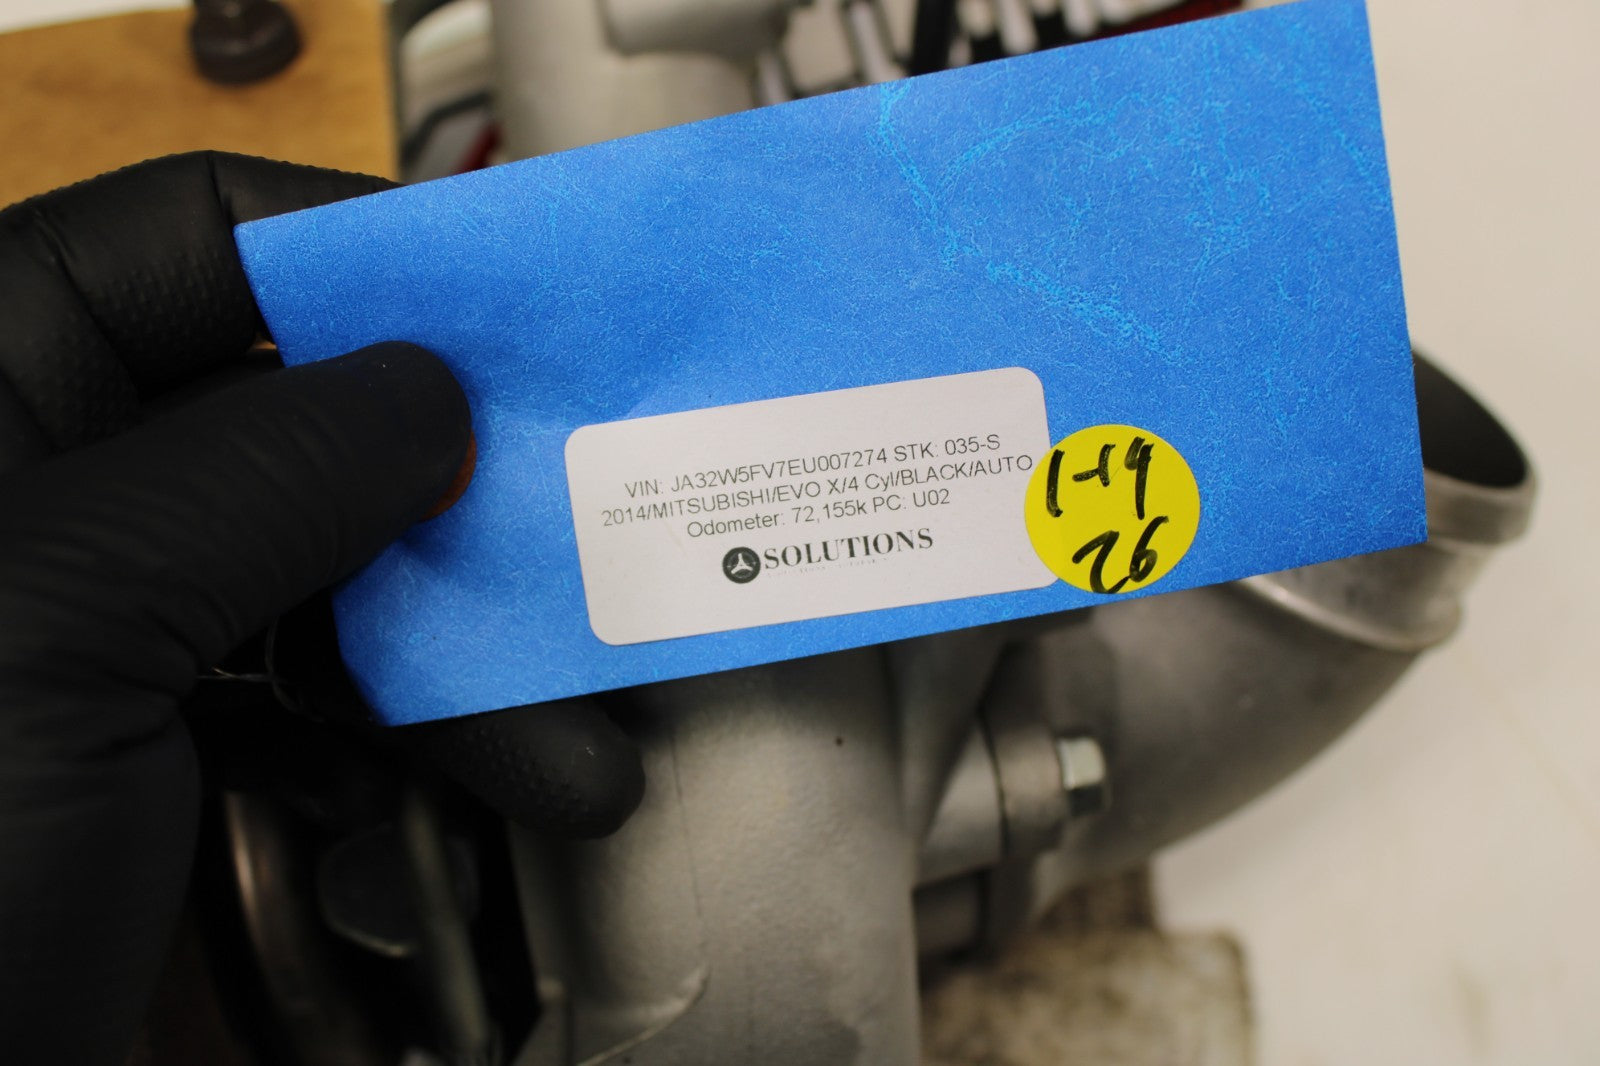 VIN: JA32W5FV7EU007274 STK: 035-S
2014/MITSUBISHI/EVO X/4 Cyl/BLACK/AUTO
Odometer: 72,155k PC: U02
SOLUTIONS
1-14
26